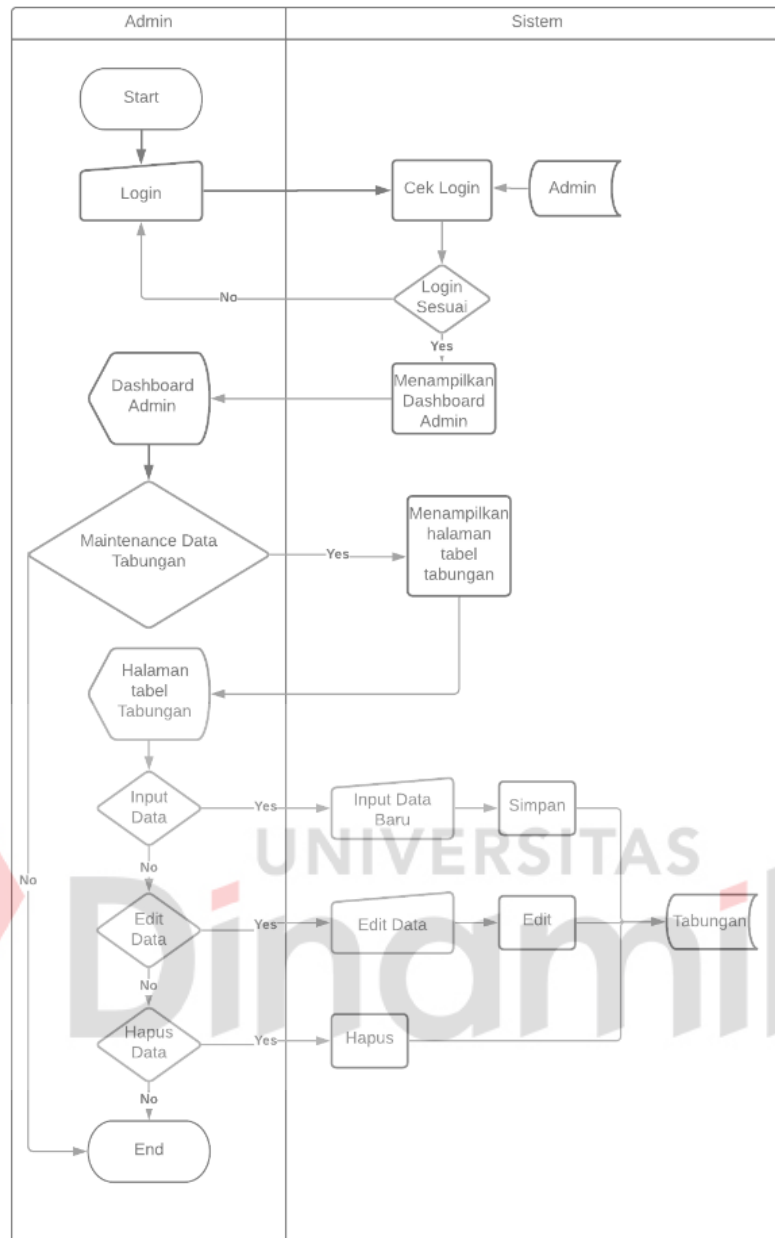 Admin
Sistem
Start
Login
Cek Login
Admin
Login
Sesuai
No
Yes
Dashboard
Admin
Menampilkan
Dashboard
Admin
Maintenance Data
Tabungan
Yes
Menampilkan
halaman
tabel
tabungan
Halaman
tabel
Tabungan
Input
Data
Yes
Input Data
Baru
Simpan
UNIVERSITAS
No
No
Dinamik
Edit
Data
Yes
Edit Data
Edit
Tabungan
No
Hapus
Data
Yes
Hapus
No
End